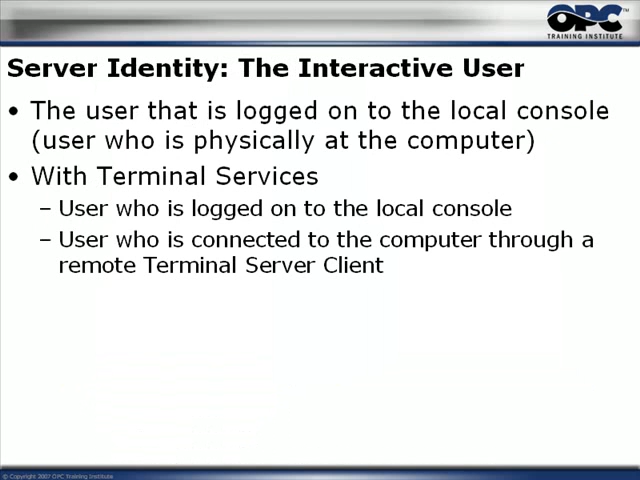 OPC
TRAINING INSTITUTE
Server Identity: The Interactive User
• The user that is logged on to the local console
(user who is physically at the computer)
• With Terminal Services
– User who is logged on to the local console
– User who is connected to the computer through a
remote Terminal Server Client
© Copyright 2007 OPC Training Institute